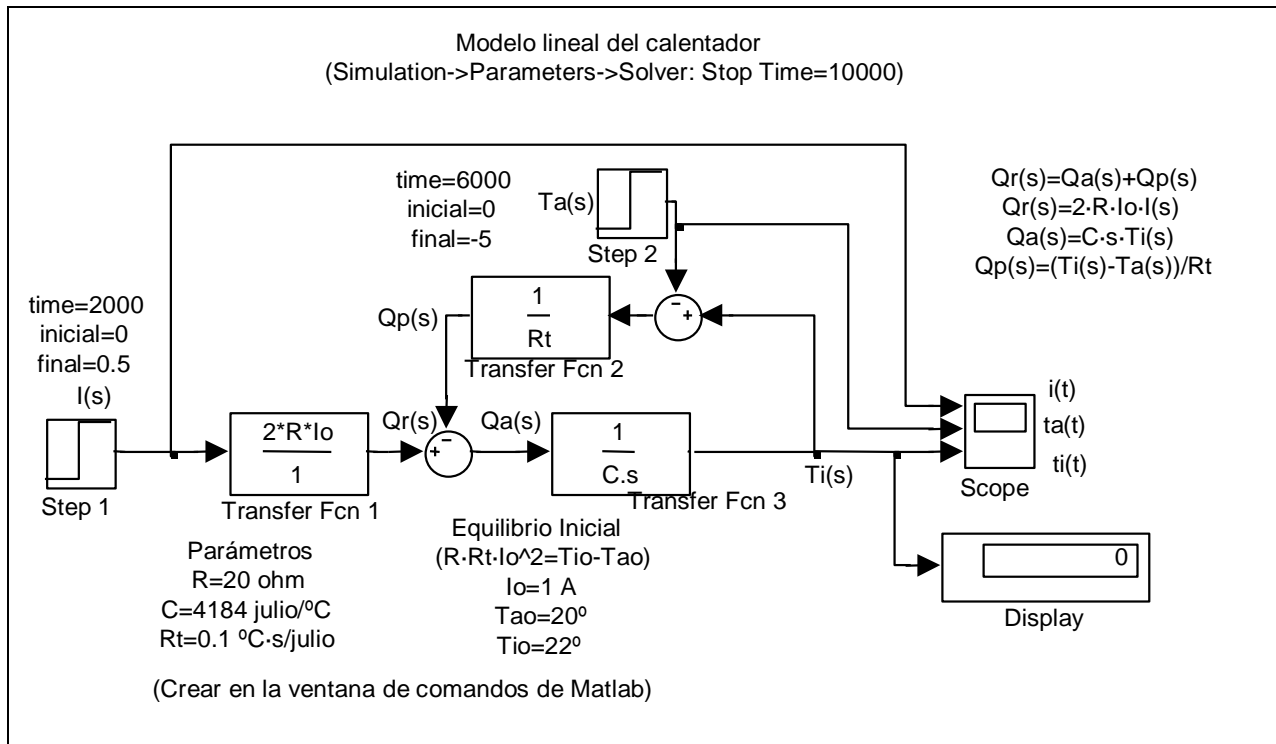 Modelo lineal del calentador
(Simulation->Parameters->Solver: Stop Time=10000)
time=6000
inicial=0
final=-5
Ta(s)
Step 2
Qr(s)=Qa(s)+Qp(s)
Qr(s)=2·R·Io·I(s)
Qa(s)=C·s·Ti(s)
Qp(s)=(Ti(s)-Ta(s))/Rt
time=2000
inicial=0
final=0.5
I(s)
Step 1
Qp(s)
1
Rt
Transfer Fcn 2
−
+
2*R*Io
1
Transfer Fcn 1
Qr(s)
−
+
Qa(s)
1
C.s
Transfer Fcn 3
Ti(s)
i(t)
ta(t)
ti(t)
Scope
0
Display
Parámetros
R=20 ohm
C=4184 julio/ºC
Rt=0.1 ºC·s/julio
Equilibrio Inicial
(R·Rt·Io^2=Tio-Tao)
Io=1 A
Tao=20º
Tio=22º
(Crear en la ventana de comandos de Matlab)